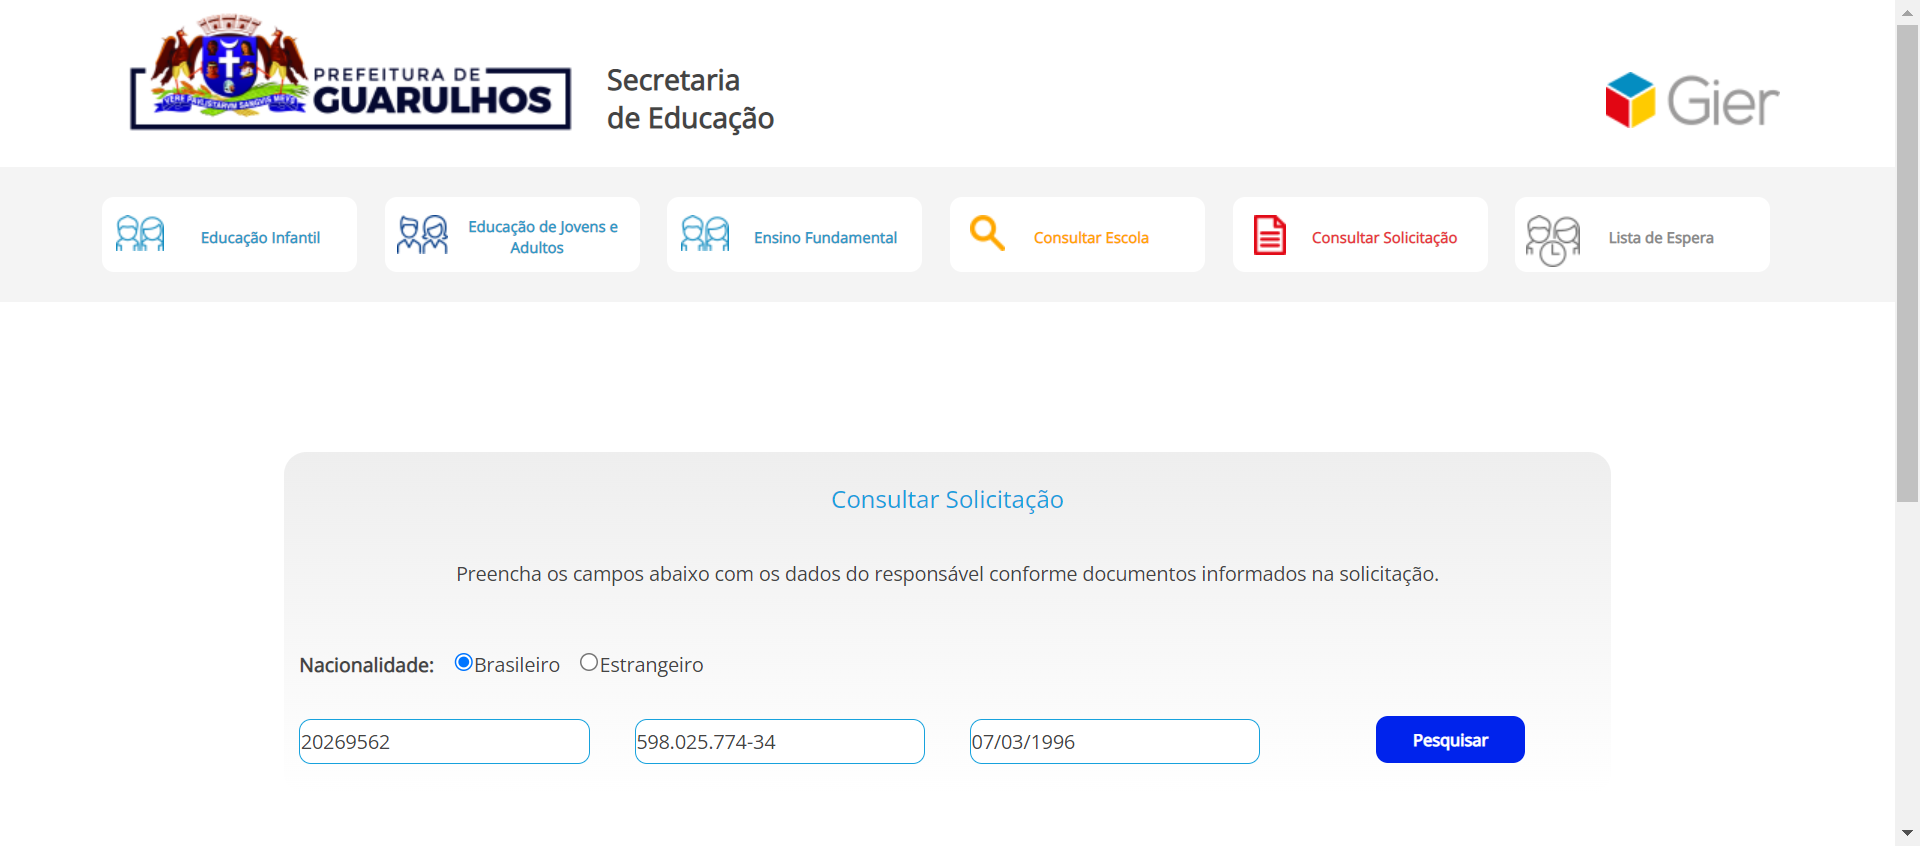 PREFEITURA DE
GUARULHOS
Secretaria
de Educação
Gier
Educação Infantil
Educação de Jovens e
Adultos
Ensino Fundamental
Consultar Escola
Consultar Solicitação
Lista de Espera
Consultar Solicitação
Preencha os campos abaixo com os dados do responsável conforme documentos informados na solicitação.
Nacionalidade: Brasileiro Estrangeiro
20269562 598.025.774-34 07/03/1996 Pesquisar